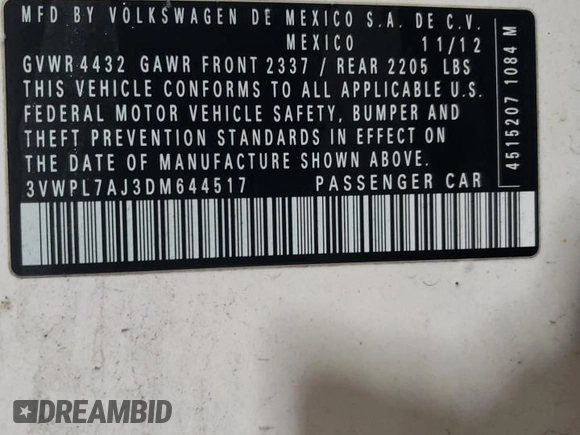 MFD BY VOLKSWAGEN DE MEXICO S.A. DE C.V.
MEXICO 11/12
GVWR 4432 GAWR FRONT 2337 / REAR 2205 LBS
THIS VEHICLE CONFORMS TO ALL APPLICABLE U.S.
FEDERAL MOTOR VEHICLE SAFETY, BUMPER AND
THEFT PREVENTION STANDARDS IN EFFECT ON
THE DATE OF MANUFACTURE SHOWN ABOVE.
3VWPL7AJ3DM644517 PASSENGER CAR
4515207 1084 M
DREAMBID